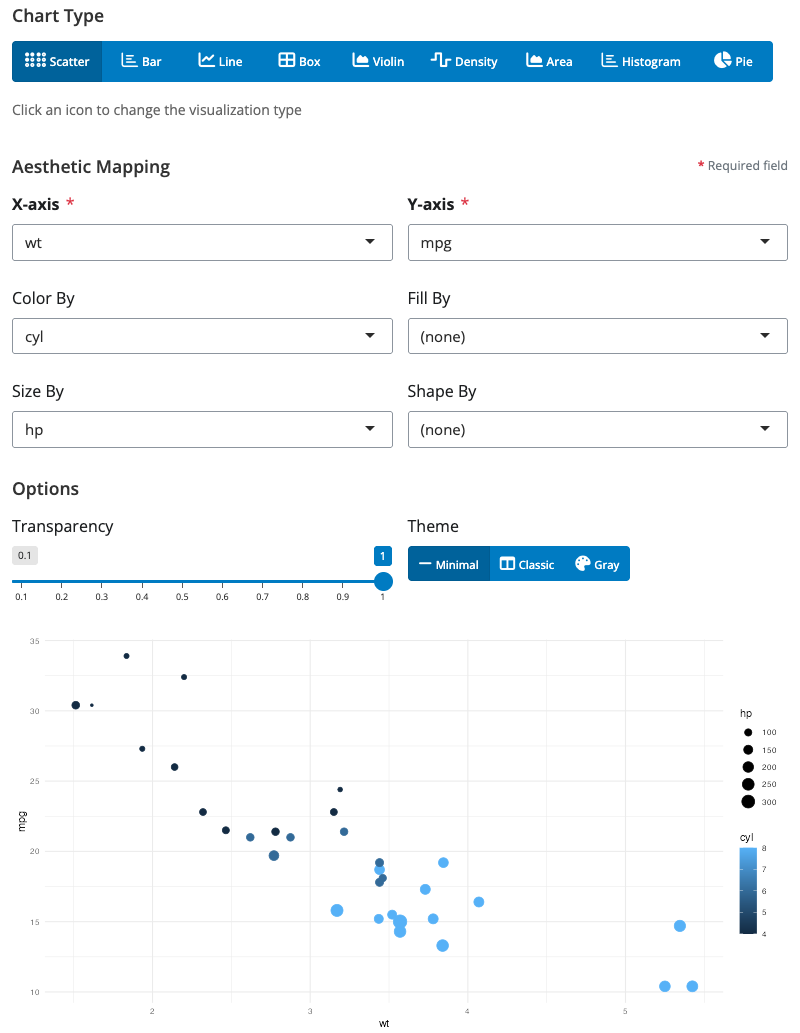 Chart Type
Scatter Bar Line Box Violin Density Area Histogram Pie
Click an icon to change the visualization type
Aesthetic Mapping * Required field
X-axis * Y-axis *
wt mpg
Color By Fill By
cyl (none)
Size By Shape By
hp (none)
Options
Transparency Theme
0.1 1
Minimal Classic Gray
0.1 0.2 0.3 0.4 0.5 0.6 0.7 0.8 0.9 1
35
30
25
20
15
10
mpg
2 3 4 5
wt
hp
100
150
200
250
300
cyl
8
7
6
5
4